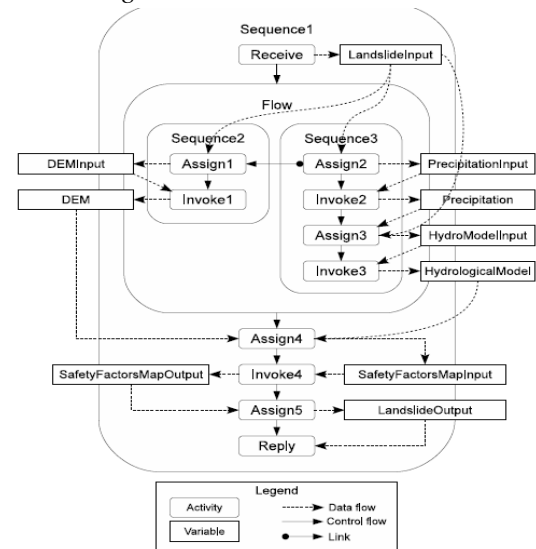 Sequence1
Receive
LandslideInput
Flow
Sequence2
Sequence3
DEMInput
Assign1
Assign2
PrecipitationInput
DEM
Invoke1
Invoke2
Precipitation
Assign3
HydroModelInput
Invoke3
HydrologicalModel
Assign4
SafetyFactorsMapOutput
Invoke4
SafetyFactorsMapInput
Assign5
LandslideOutput
Reply
Legend
Activity
Data flow
Control flow
Variable
Link